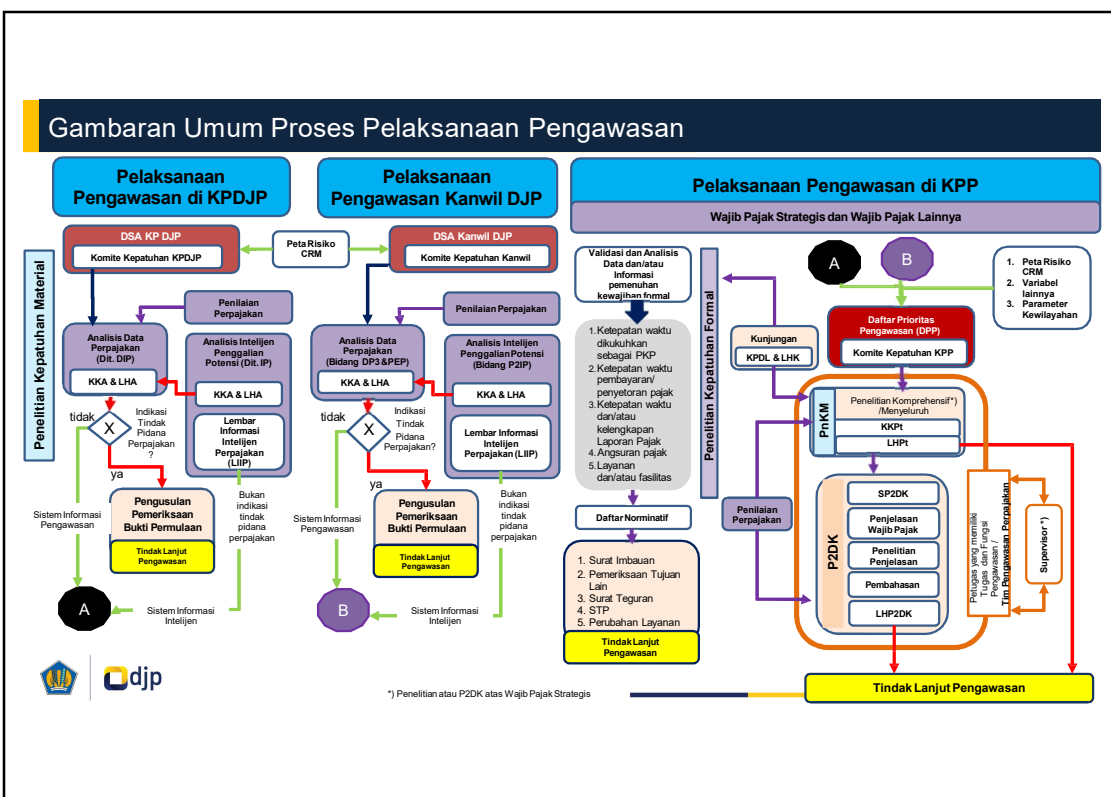 Gambaran Umum Proses Pelaksanaan Pengawasan
Pelaksanaan
Pengawasan di KPDJP
Penelitian Kepatuhan Material
DSA KP DJP
Komite Kepatuhan KPDJP
Peta Risiko
CRM
Penilaian
Perpajakan
Analisis Data
Perpajakan
(Dit. DIP)
KKA & LHA
Analisis Intelijen
Penggalian
Potensi (Dit. IP)
KKA & LHA
Lembar
Informasi
Intelijen
Perpajakan
(LIIP)
tidak
X
Indikasi
Tindak
Pidana
Perpajakan
?
ya
Sistem Informasi
Pengawasan
Pengusulan
Pemeriksaan
Bukti Permulaan
Tindak Lanjut
Pengawasan
Bukan
indikasi
tindak
pidana
perpajakan
A
Sistem Informasi
Intelijen
Pelaksanaan
Pengawasan Kanwil DJP
DSA Kanwil DJP
Komite Kepatuhan Kanwil
Penilaian Perpajakan
Analisis Data
Perpajakan
(Bidang DP3 &PEP)
KKA & LHA
Analisis Intelijen
Penggalian Potensi
(Bidang P2IP)
KKA & LHA
Lembar Informasi
Intelijen
Perpajakan (LIIP)
tidak
X
Indikasi
Tindak
Pidana
Perpajakan?
ya
Sistem Informasi
Pengawasan
Pengusulan
Pemeriksaan
Bukti Permulaan
Tindak Lanjut
Pengawasan
Bukan
indikasi
tindak
pidana
perpajakan
B
Sistem Informasi
Intelijen
Pelaksanaan Pengawasan di KPP
Wajib Pajak Strategis dan Wajib Pajak Lainnya
Validasi dan Analisis
Data dan/atau
Informasi
pemenuhan
kewajiban formal
1.Ketepatan waktu
dikukuhkan
sebagai PKP
2.Ketepatan waktu
pembayaran/
penyetoran pajak
3.Ketepatan waktu
dan/atau
kelengkapan
Laporan Pajak
4.Angsuran pajak
5.Layanan
dan/atau fasilitas
Daftar Norminatif
1. Surat Imbauan
2. Pemeriksaan Tujuan
Lain
3. Surat Teguran
4. STP
5. Perubahan Layanan
Tindak Lanjut
Pengawasan
Penelitian Kepatuhan Formal
A
B
1. Peta Risiko
CRM
2. Variabel
lainnya
3. Parameter
Kewilayahan
Kunjungan
KPDL & LHK
Daftar Prioritas
Pengawasan (DPP)
Komite Kepatuhan KPP
PnKM
Penelitian Komprehensif*)
/Menyeluruh
KKPt
LHPt
Penilaian
Perpajakan
P2DK
SP2DK
Penjelasan
Wajib Pajak
Penelitian
Penjelasan
Pembahasan
LHP2DK
Petugas yang memiliki
Tugas dan Fungsi
Pengawasan /
Tim Pengawasan Perpajakan
Supervisor *)
Tindak Lanjut Pengawasan
djp
*) Penelitian atau P2DK atas Wajib Pajak Strategis